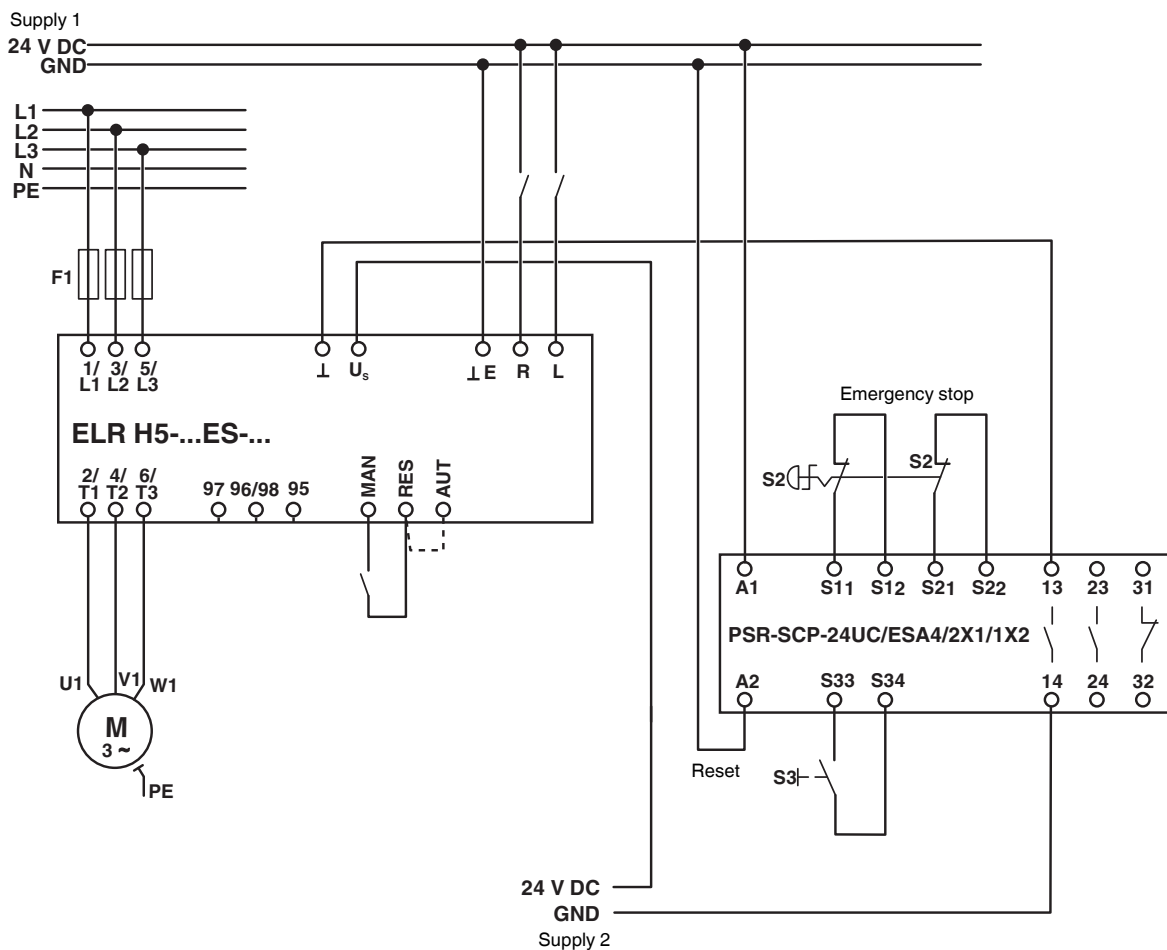 Supply 1
24 V DC
GND
L1
L2
L3
N
PE
F1
1/ 3/ 5/
L1 L2 L3
⊥ Us ⊥ E R L
ELR H5-...ES-...
2/ 4/ 6/
T1 T2 T3
97 96/98 95
MAN RES AUT
U1 V1 W1
M
3 ~
PE
Emergency stop
S2 S2
A1 S11 S12 S21 S22 13 23 31
PSR-SCP-24UC/ESA4/2X1/1X2
A2 S33 S34 14 24 32
Reset
S3
24 V DC
GND
Supply 2